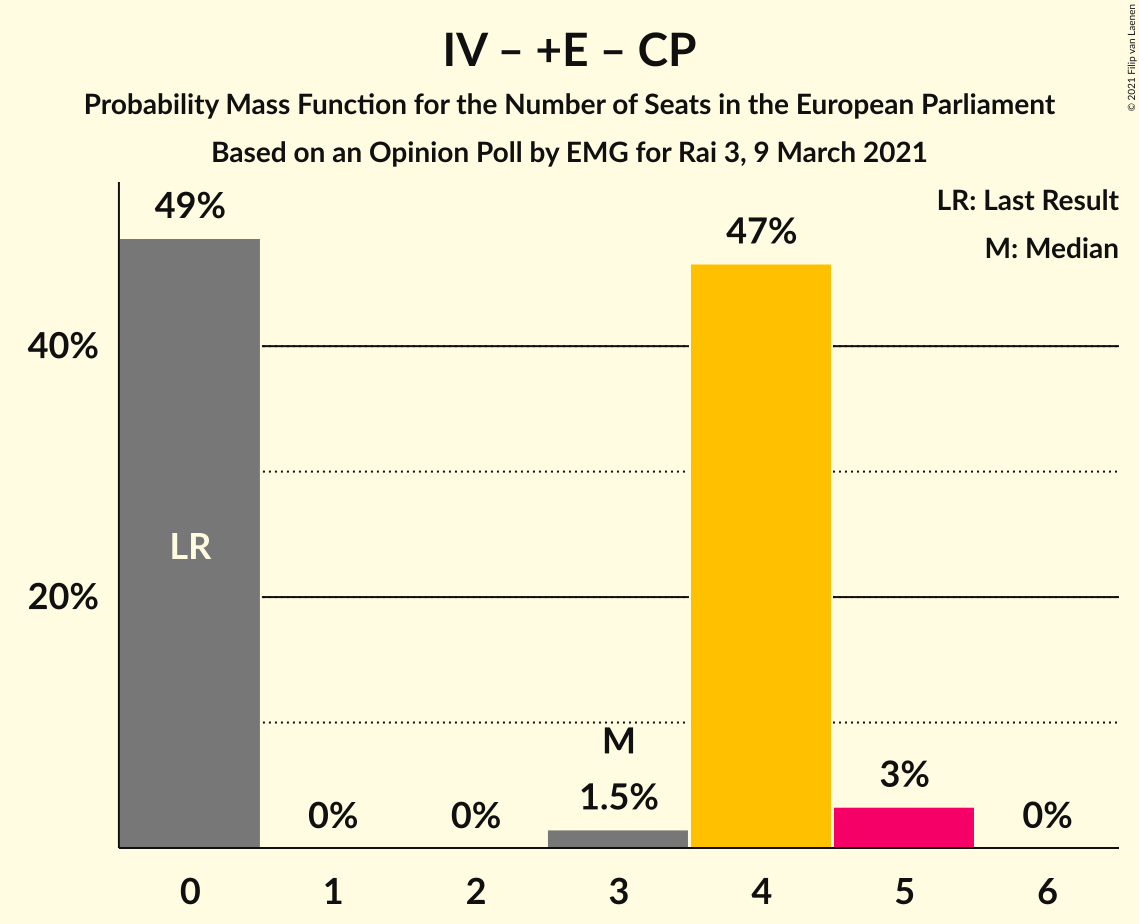 IV – +E – CP
Probability Mass Function for the Number of Seats in the European Parliament
Based on an Opinion Poll by EMG for Rai 3, 9 March 2021
© 2021 Filip van Laenen
LR: Last Result
M: Median
49%
47%
40%
LR
20%
M
1.5%
3%
0%
0%
0%
0
1
2
3
4
5
6